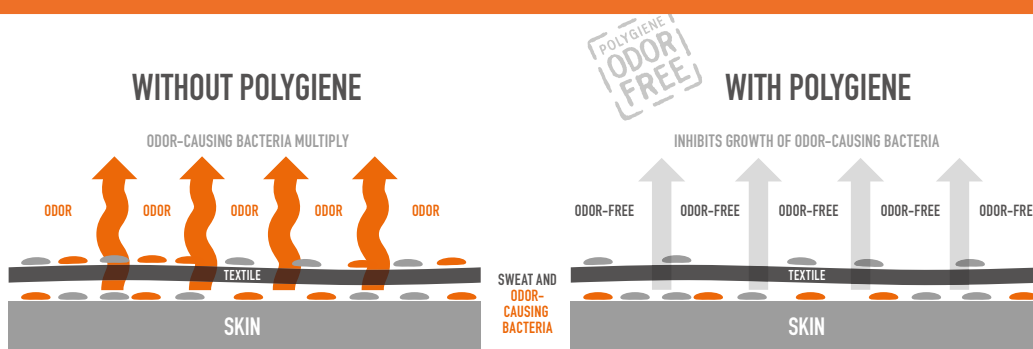 WITHOUT POLYGIENE
ODOR-CAUSING BACTERIA MULTIPLY
ODOR
ODOR
ODOR
ODOR
ODOR
TEXTILE
SKIN
SWEAT AND
ODOR-
CAUSING
BACTERIA
POLYGIENE
ODOR
FREE
WITH POLYGIENE
INHIBITS GROWTH OF ODOR-CAUSING BACTERIA
ODOR-FREE
ODOR-FREE
ODOR-FREE
ODOR-FREE
ODOR-FRE
TEXTILE
SKIN